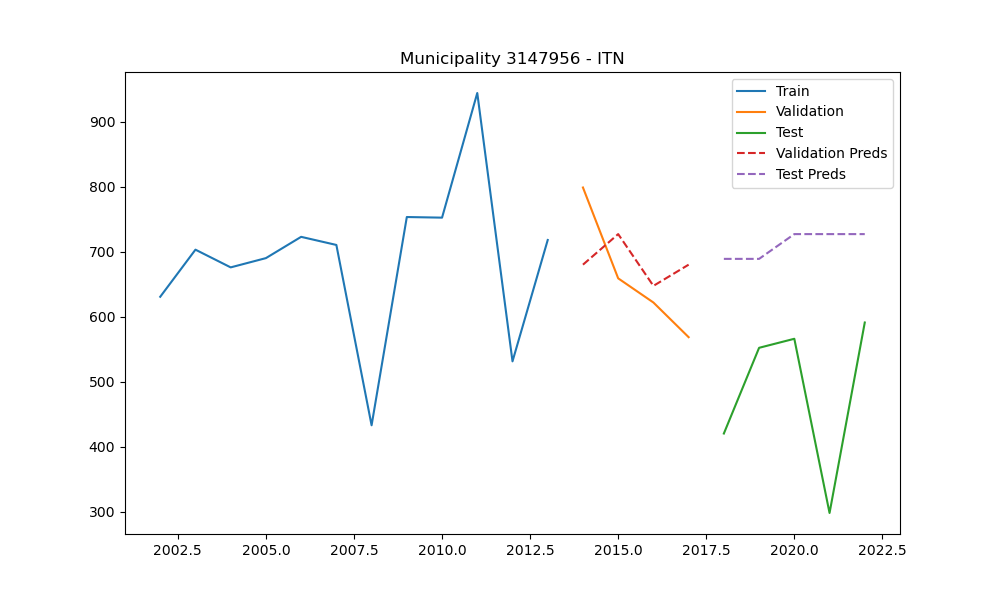 Municipality 3147956 - ITN
Train
Validation
Test
Validation Preds
Test Preds
900
800
700
600
500
400
300
2002.5 2005.0 2007.5 2010.0 2012.5 2015.0 2017.5 2020.0 2022.5